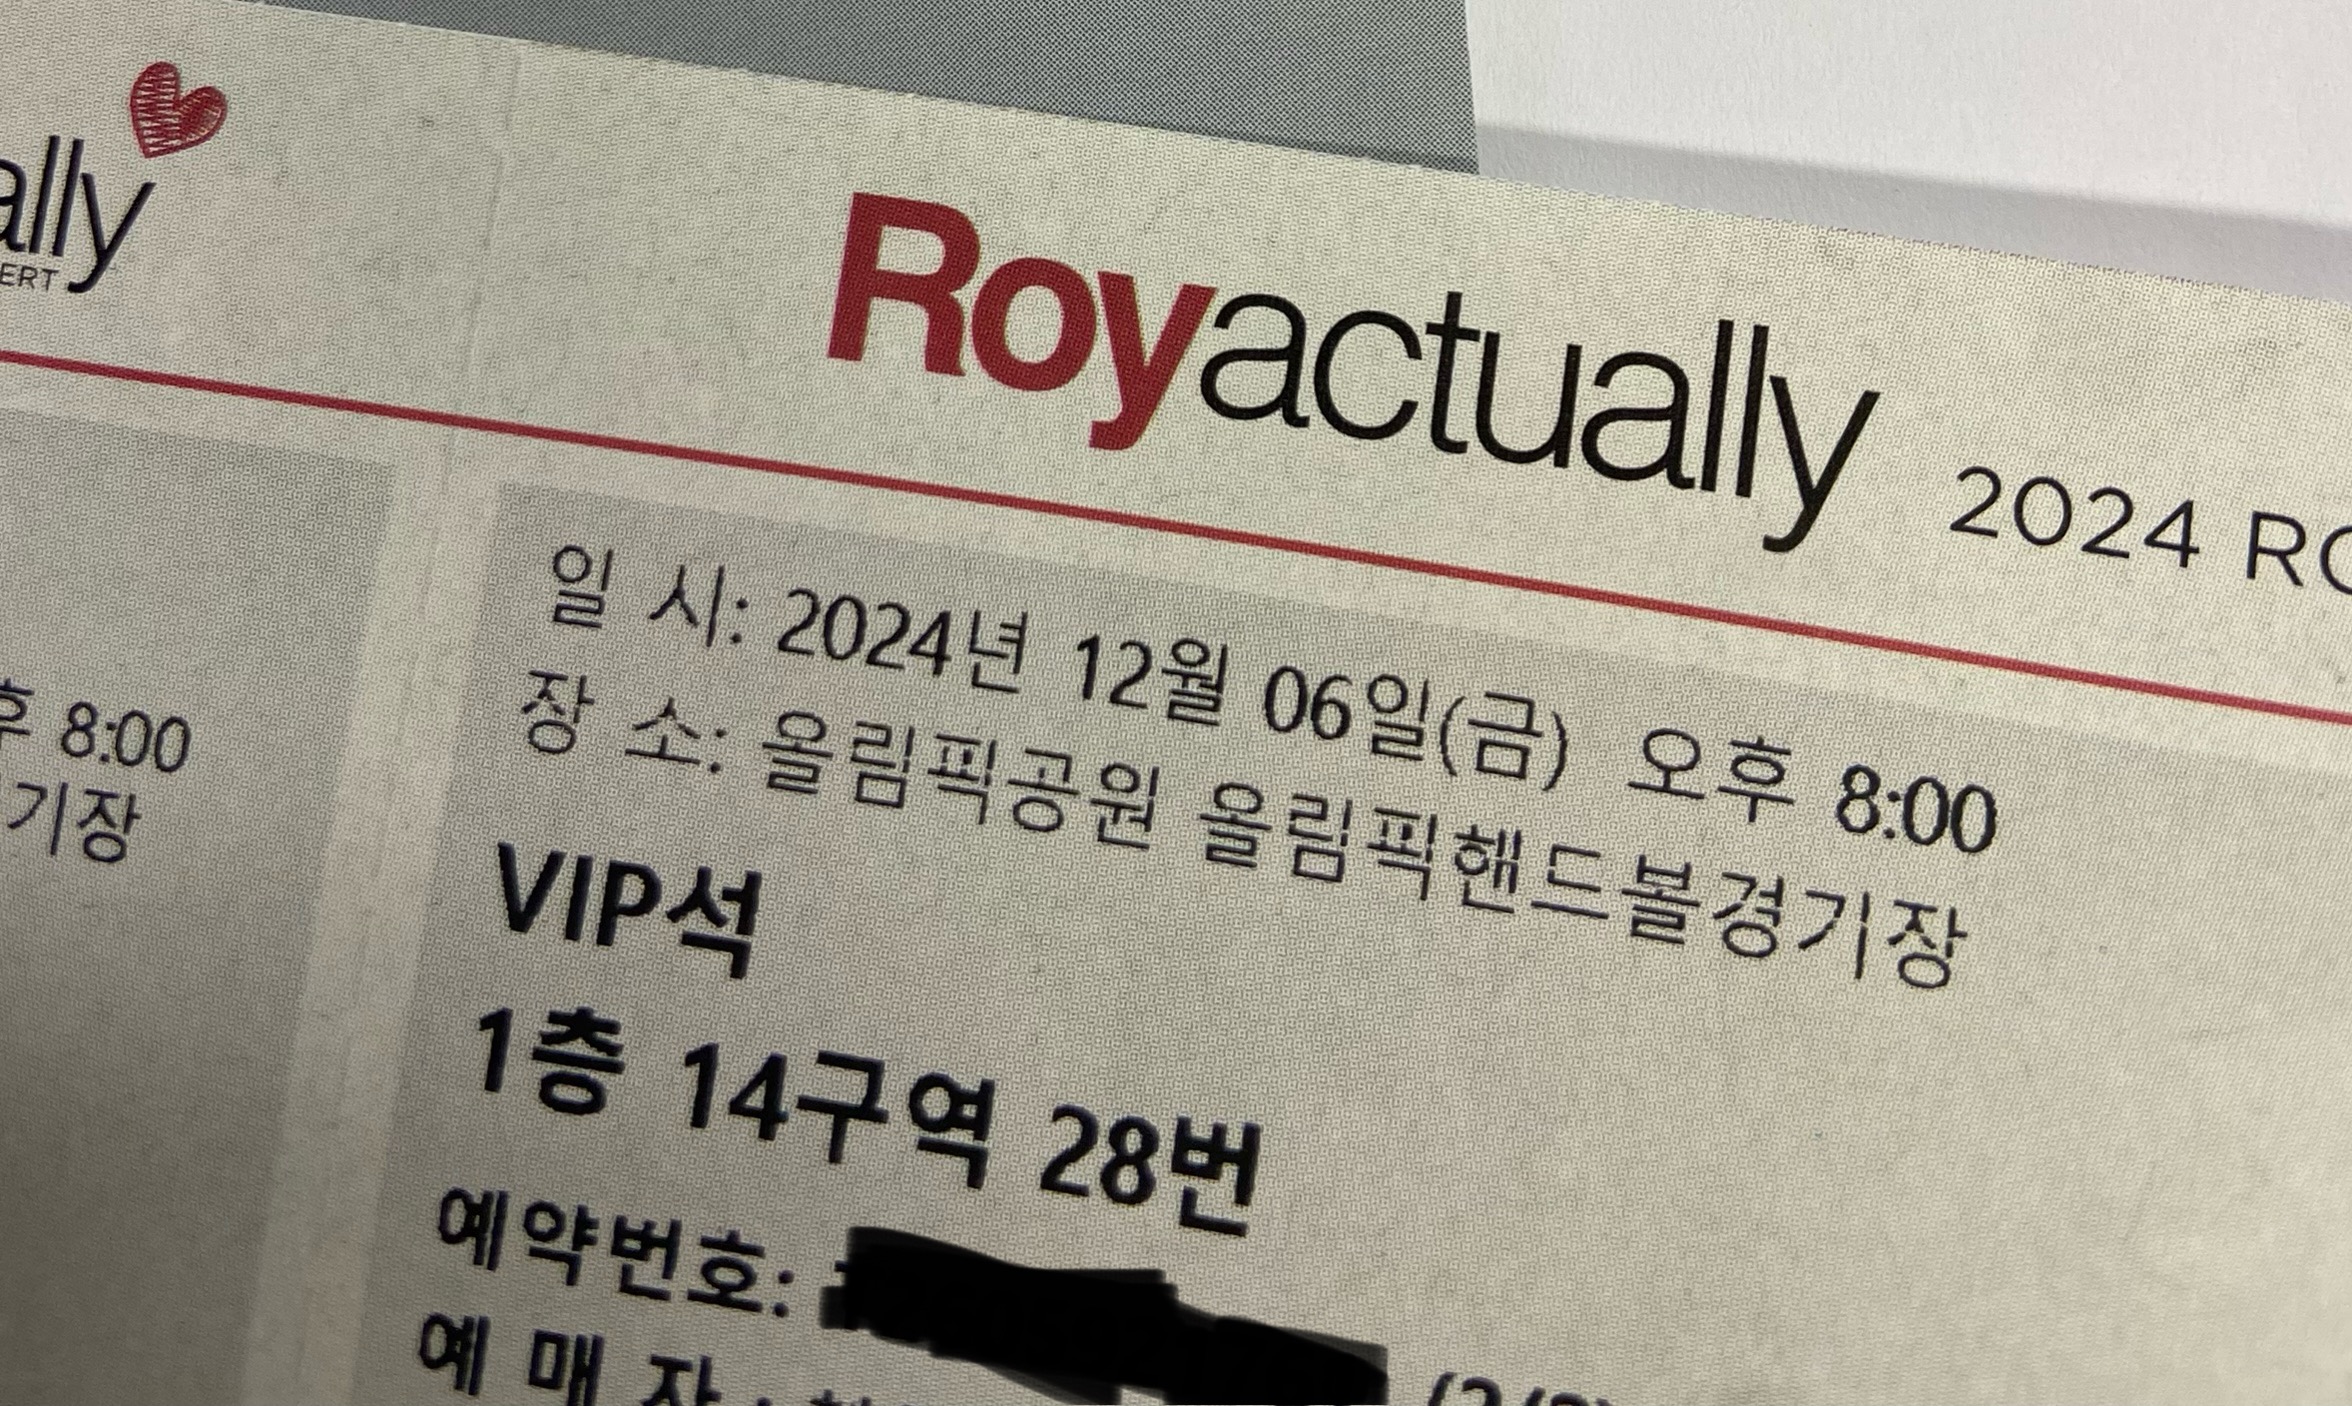 ally
ERT
후 8:00
기장
Royactually 2024
일 시: 2024년 12월 06일(금) 오후 8:00
장 소: 올림픽공원 올림픽핸드볼경기장
VIP석
1층 14구역 28번
예약번호:
예 매 자 :